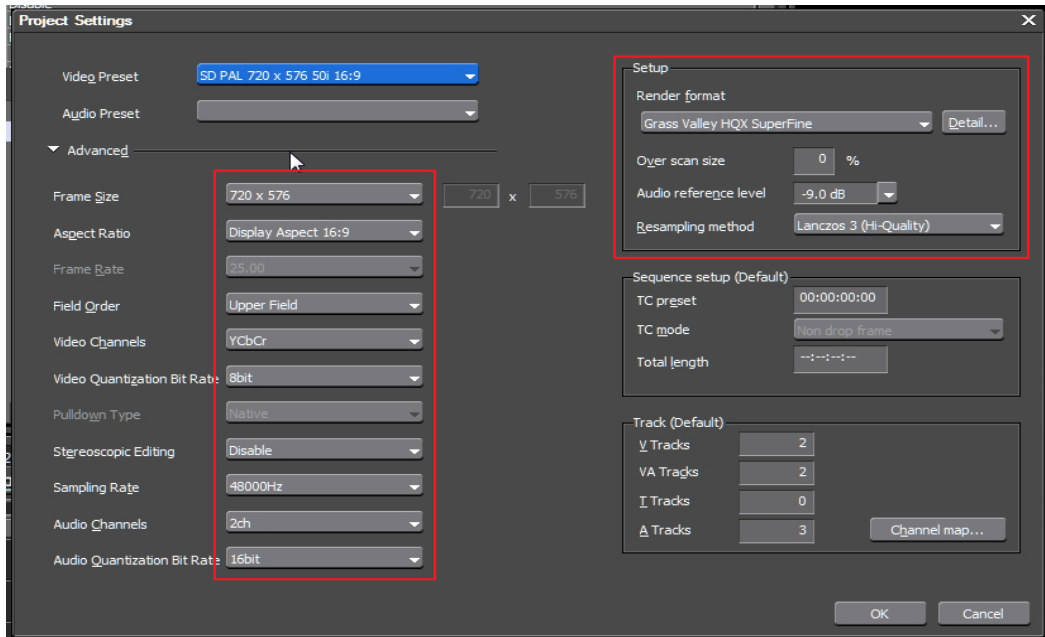 Project Settings
Video Preset SD PAL 720 x 576 50i 16:9
Audio Preset
Advanced
Frame Size 720 x 576 720 x 576
Aspect Ratio Display Aspect 16:9
Frame Rate 25.00
Field Order Upper Field
Video Channels YCbCr
Video Quantization Bit Rate 8bit
Pulldown Type Native
Stereoscopic Editing Disable
Sampling Rate 48000Hz
Audio Channels 2ch
Audio Quantization Bit Rate 16bit
Setup
Render format
Grass Valley HQX SuperFine Detail...
Over scan size 0 %
Audio reference level -9.0 dB
Resampling method Lanczos 3 (Hi-Quality)
Sequence setup (Default)
TC preset 00:00:00:00
TC mode Non drop frame
Total length --:--:--:--
Track (Default)
V Tracks 2
VA Tracks 2
T Tracks 0
A Tracks 3 Channel map...
OK Cancel